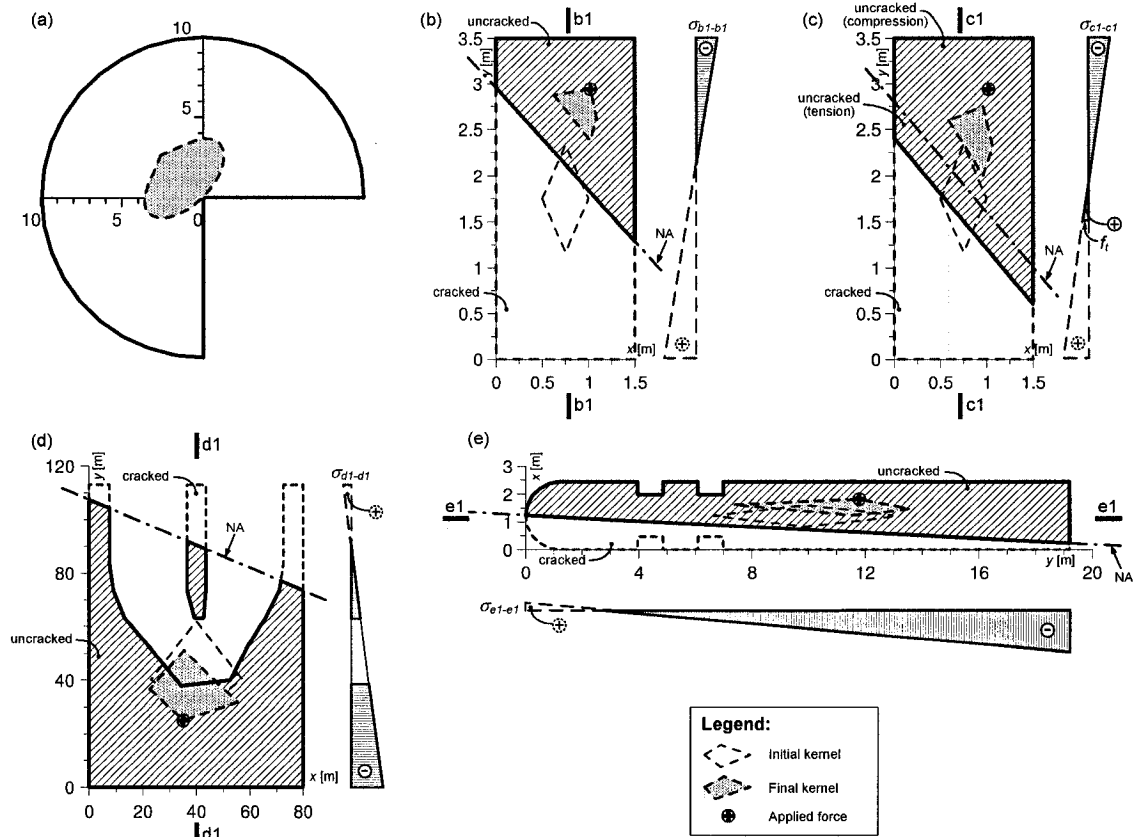 (a)
10
5
10
5
0
(b)
b1
uncracked
3.5
y [m]
3
2.5
2
1.5
1
0.5
0
cracked
NA
x [m]
0
0.5
1
1.5
b1
σb1-b1
−
+
(c)
c1
uncracked
(compression)
3.5
y [m]
3
uncracked
(tension)
2.5
2
1.5
1
0.5
0
cracked
NA
x [m]
0
0.5
1
1.5
c1
σc1-c1
−
+
ft
+
(d)
d1
cracked
120
y [m]
100
80
60
40
20
0
uncracked
NA
x [m]
0
20
40
60
80
d1
σd1-d1
+
−
(e)
uncracked
3
x [m]
2
1
0
e1
e1
cracked
y [m]
NA
0
4
8
12
16
20
σe1-e1
+
−
Legend:
Initial kernel
Final kernel
Applied force